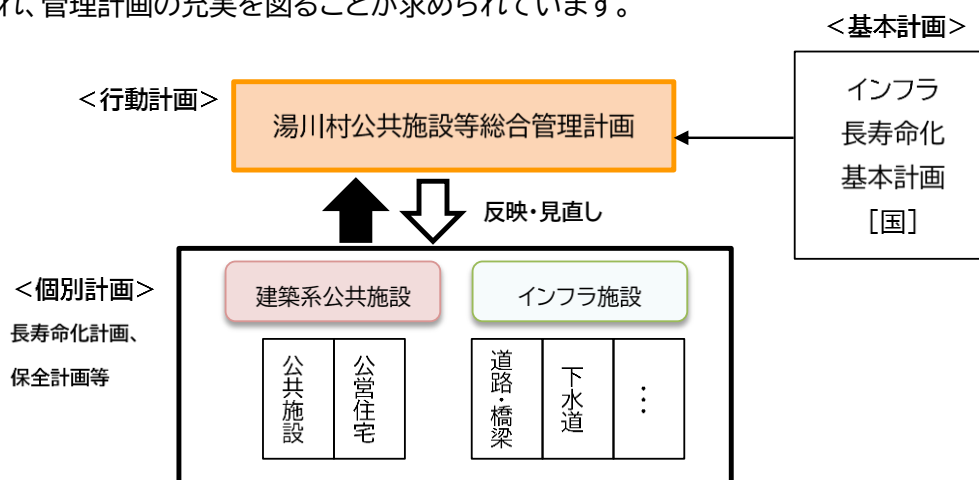 れ、管理計画の充実を図ることが求められています。
＜基本計画＞
インフラ
長寿命化
基本計画
［国］
＜行動計画＞
湯川村公共施設等総合管理計画
反映・見直し
＜個別計画＞
長寿命化計画、
保全計画等
建築系公共施設
インフラ施設
公共施設
公営住宅
道路・橋梁
下水道
…